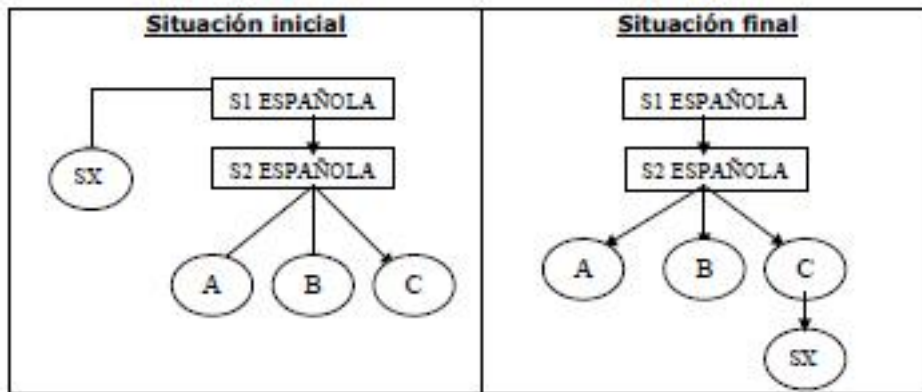 Situación inicial
S1 ESPAÑOLA
SX
S2 ESPAÑOLA
A
B
C
Situación final
S1 ESPAÑOLA
S2 ESPAÑOLA
A
B
C
SX